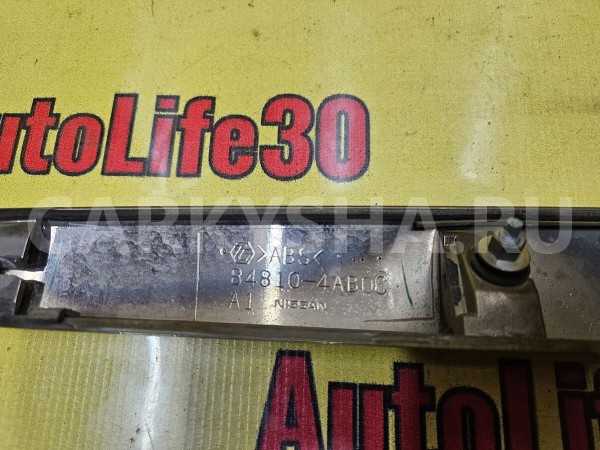 AutoLife30
CARKYSHA.RU
>ABS<
84810-4AB0C
A1 NISSAN
AutoLife